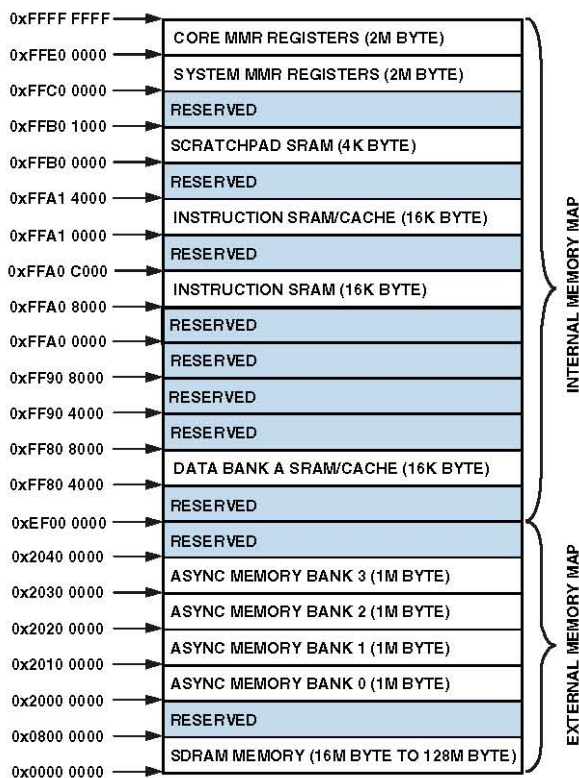 0xFFFF FFFF
CORE MMR REGISTERS (2M BYTE)
0xFFE0 0000
SYSTEM MMR REGISTERS (2M BYTE)
0xFFC0 0000
RESERVED
0xFFB0 1000
SCRATCHPAD SRAM (4K BYTE)
0xFFB0 0000
RESERVED
0xFFA1 4000
INSTRUCTION SRAM/CACHE (16K BYTE)
0xFFA1 0000
RESERVED
0xFFA0 C000
INSTRUCTION SRAM (16K BYTE)
0xFFA0 8000
RESERVED
0xFFA0 0000
RESERVED
0xFF90 8000
RESERVED
0xFF90 4000
RESERVED
0xFF80 8000
DATA BANK A SRAM/CACHE (16K BYTE)
0xFF80 4000
RESERVED
0xEF00 0000
RESERVED
0x2040 0000
ASYNC MEMORY BANK 3 (1M BYTE)
0x2030 0000
ASYNC MEMORY BANK 2 (1M BYTE)
0x2020 0000
ASYNC MEMORY BANK 1 (1M BYTE)
0x2010 0000
ASYNC MEMORY BANK 0 (1M BYTE)
0x2000 0000
RESERVED
0x0800 0000
SDRAM MEMORY (16M BYTE TO 128M BYTE)
0x0000 0000
INTERNAL MEMORY MAP
EXTERNAL MEMORY MAP